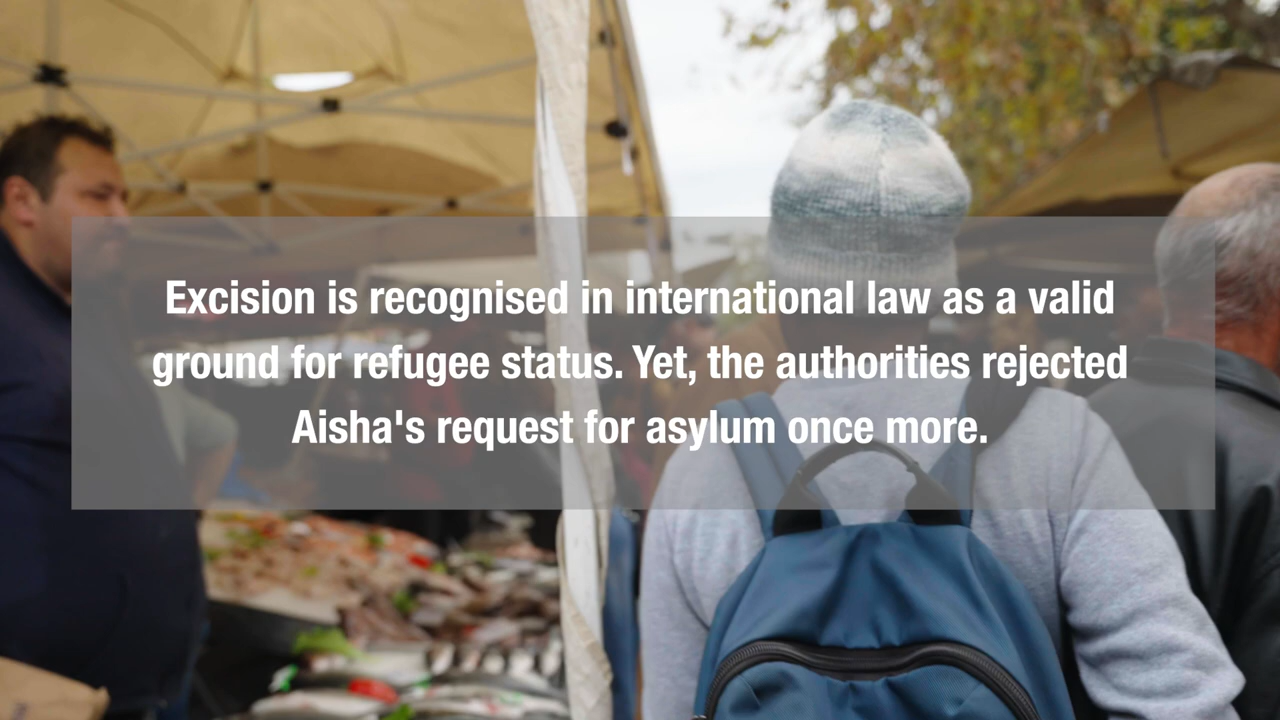 Excision is recognised in international law as a valid
ground for refugee status. Yet, the authorities rejected
Aisha's request for asylum once more.